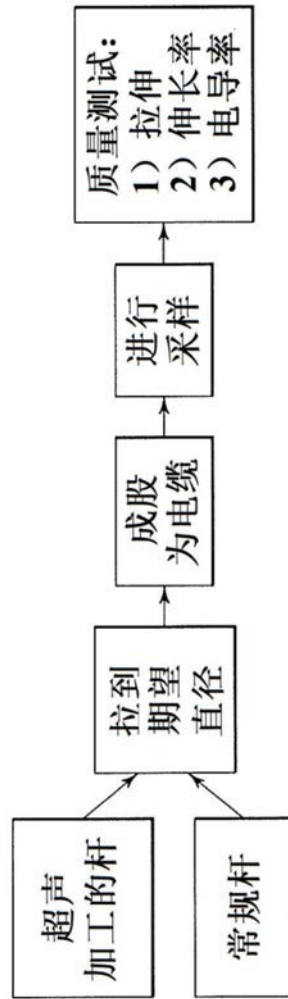 超声
加工的杆
常规杆
拉到
期望
直径
成股
为电缆
进行
采样
质量测试：
1）拉伸
2）伸长率
3）电导率